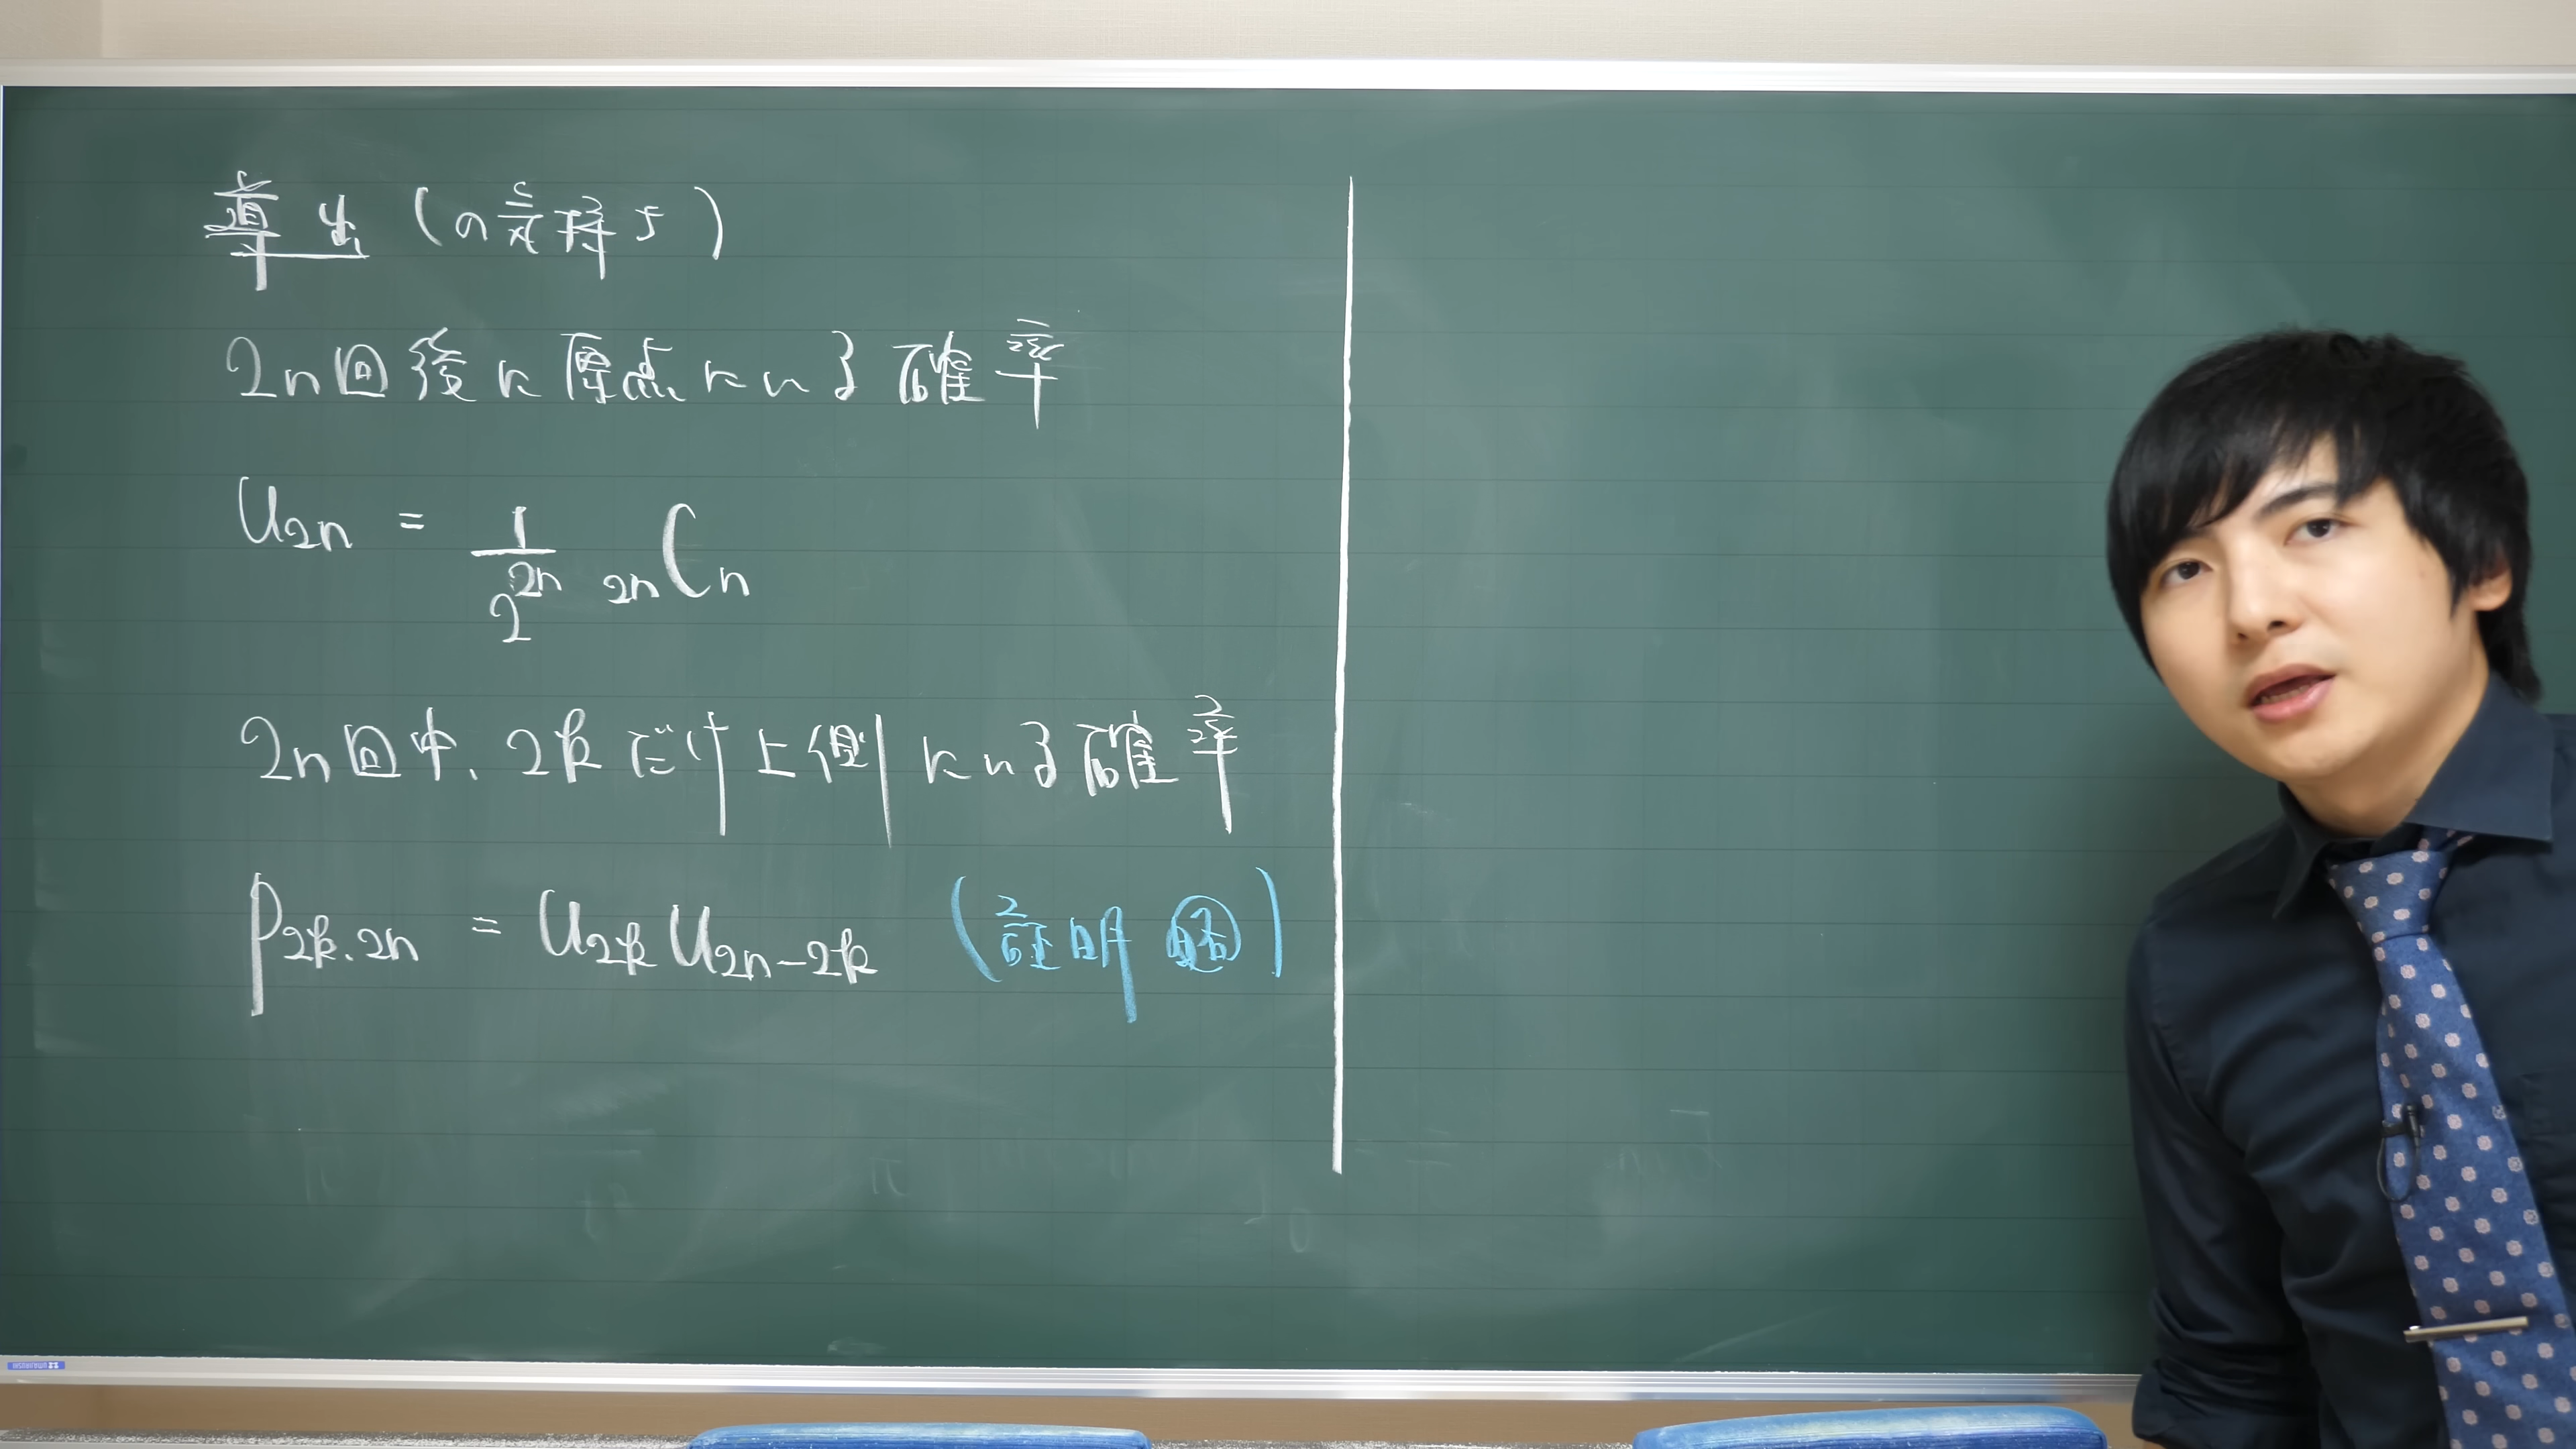 導出(の気持ち)
2n回後に原点にいる確率
U_{2n} = \frac{1}{2^{2n}} {}_{2n}C_n
2n回中、2kだけ上側にいる確率
P_{2k,2n} = U_{2k} U_{2n-2k} (証明略)